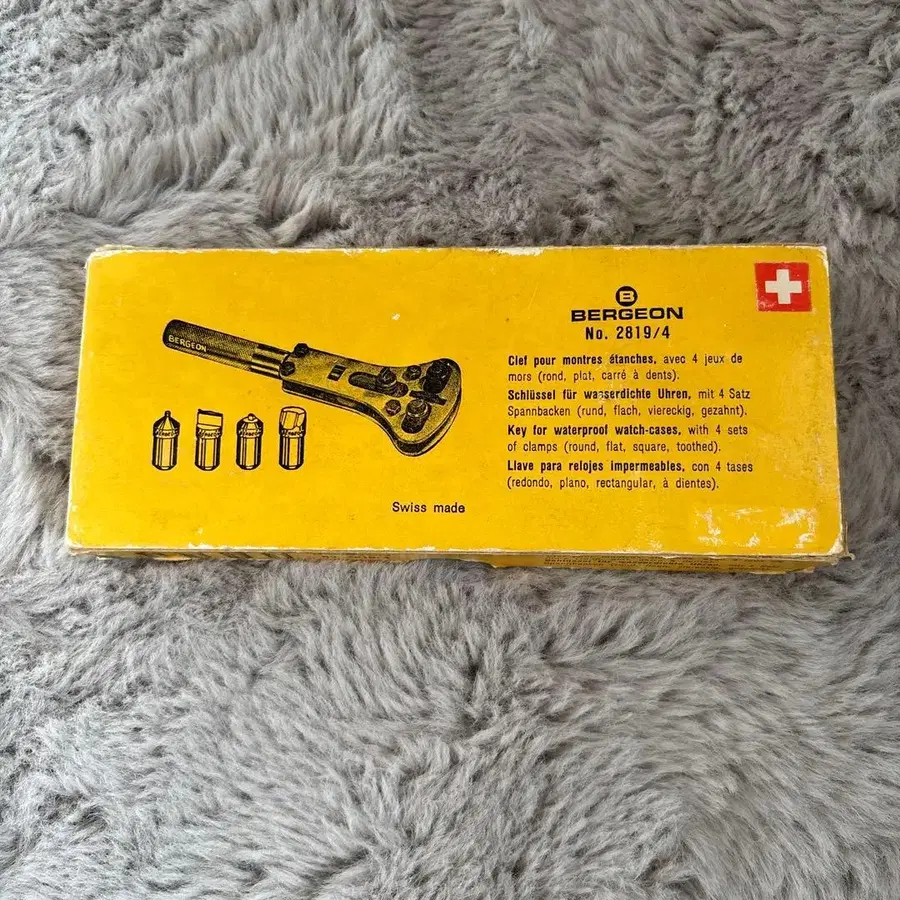 B
BERGEON
No. 2819/4
BERGEON
Clef pour montres étanches, avec 4 jeux de
mors (rond, plat, carré à dents).
Schlüssel für wasserdichte Uhren, mit 4 Satz
Spannbacken (rund, flach, viereckig, gezahnt).
Key for waterproof watch-cases, with 4 sets
of clamps (round, flat, square, toothed).
Llave para relojes impermeables, con 4 tases
(redondo, plano, rectangular, à dientes).
Swiss made